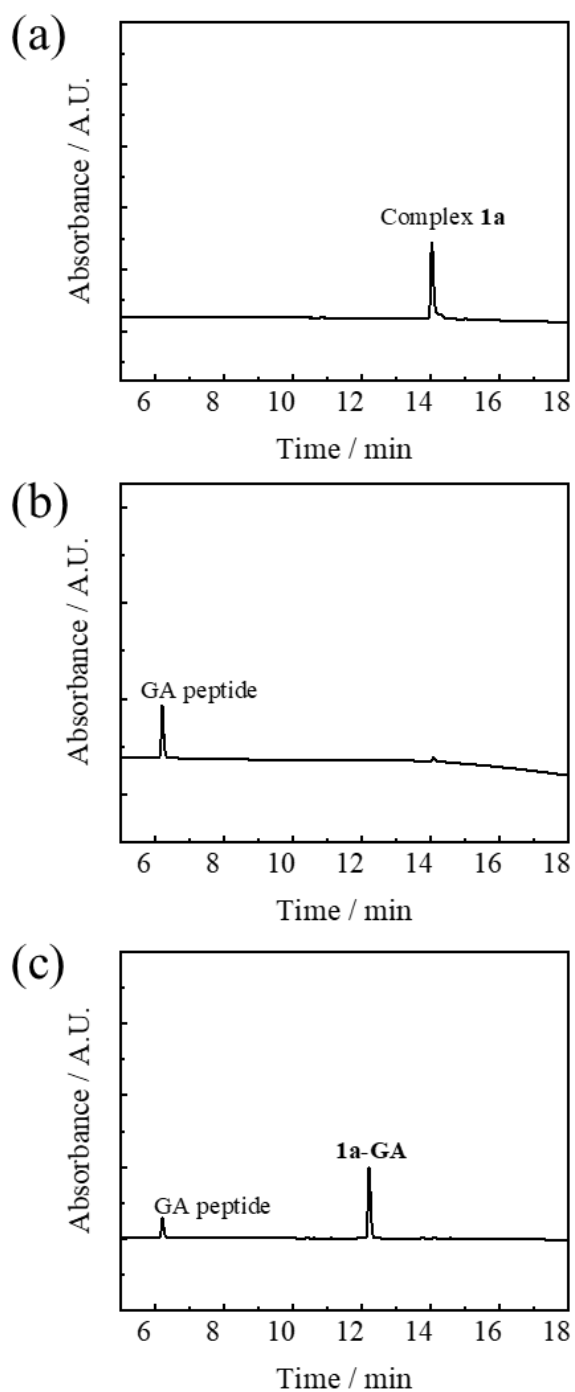 (a)
Absorbance / A.U.
Complex 1a
6 8 10 12 14 16 18
Time / min
(b)
Absorbance / A.U.
GA peptide
6 8 10 12 14 16 18
Time / min
(c)
Absorbance / A.U.
1a-GA
GA peptide
6 8 10 12 14 16 18
Time / min